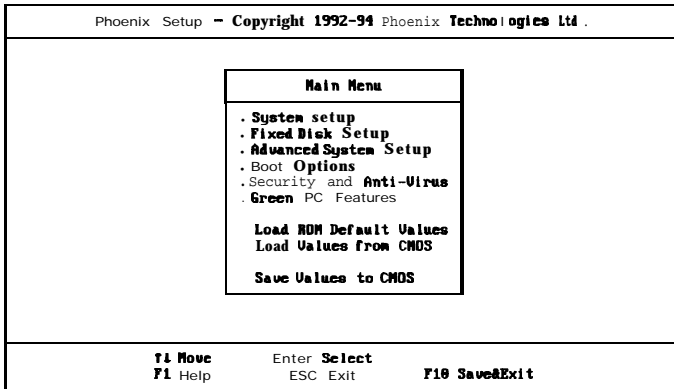 Phoenix Setup – Copyright 1992-94 Phoenix Technologies Ltd.
Main Menu
. System setup
. Fixed Disk Setup
. Advanced System Setup
. Boot Options
. Security and Anti-Virus
. Green PC Features
Load ROM Default Values
Load Values from CMOS
Save Values to CMOS
↑↓ Move Enter Select
F1 Help ESC Exit F10 Save&Exit